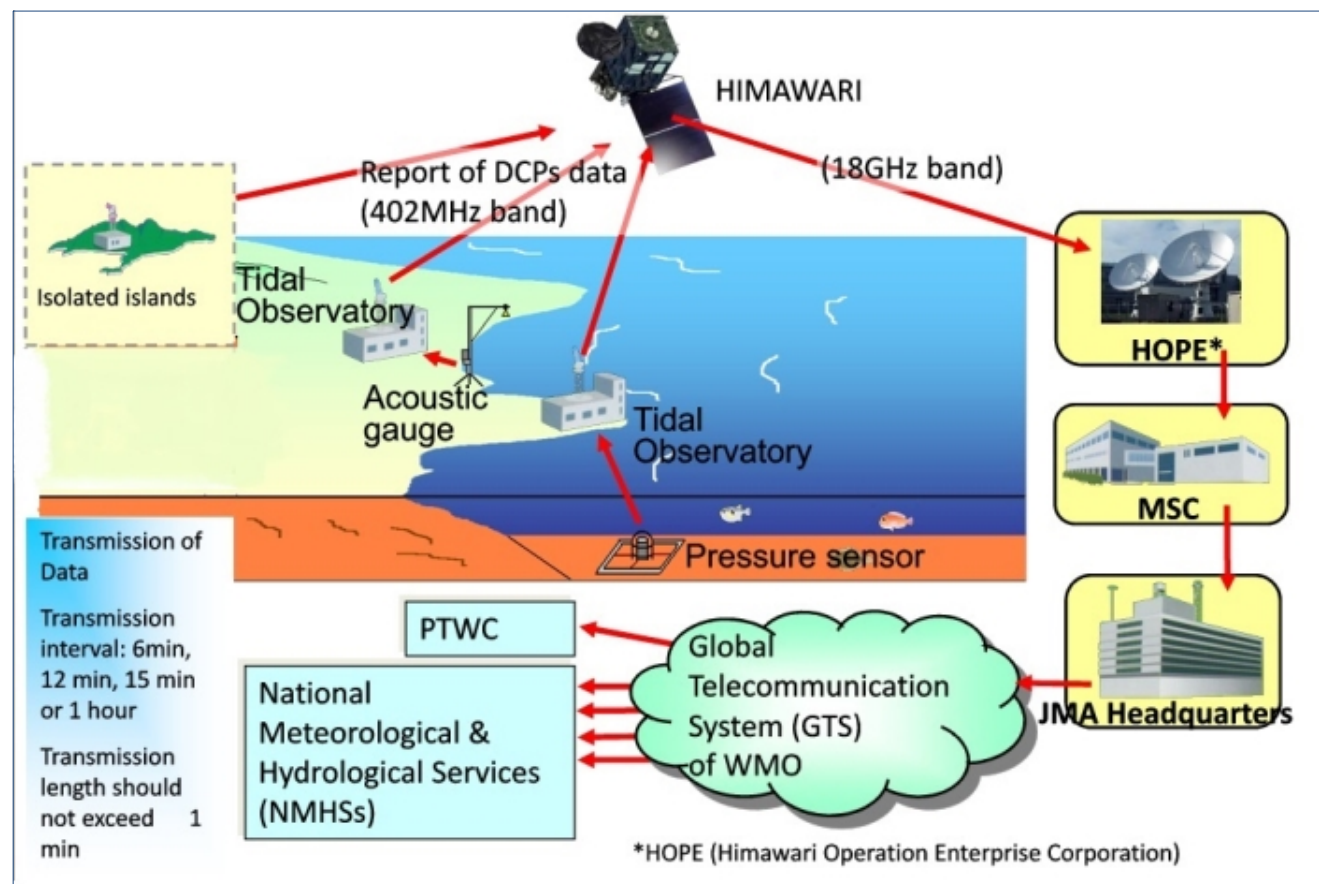 HIMAWARI
Report of DCPs data
(402MHz band)
(18GHz band)
Isolated islands
Tidal
Observatory
Acoustic
gauge
Tidal
Observatory
Pressure sensor
HOPE*
MSC
JMA Headquarters
Transmission of
Data
Transmission
interval: 6min,
12 min, 15 min
or 1 hour
Transmission
length should
not exceed 1
min
PTWC
National
Meteorological &
Hydrological Services
(NMHSs)
Global
Telecommunication
System (GTS)
of WMO
*HOPE (Himawari Operation Enterprise Corporation)